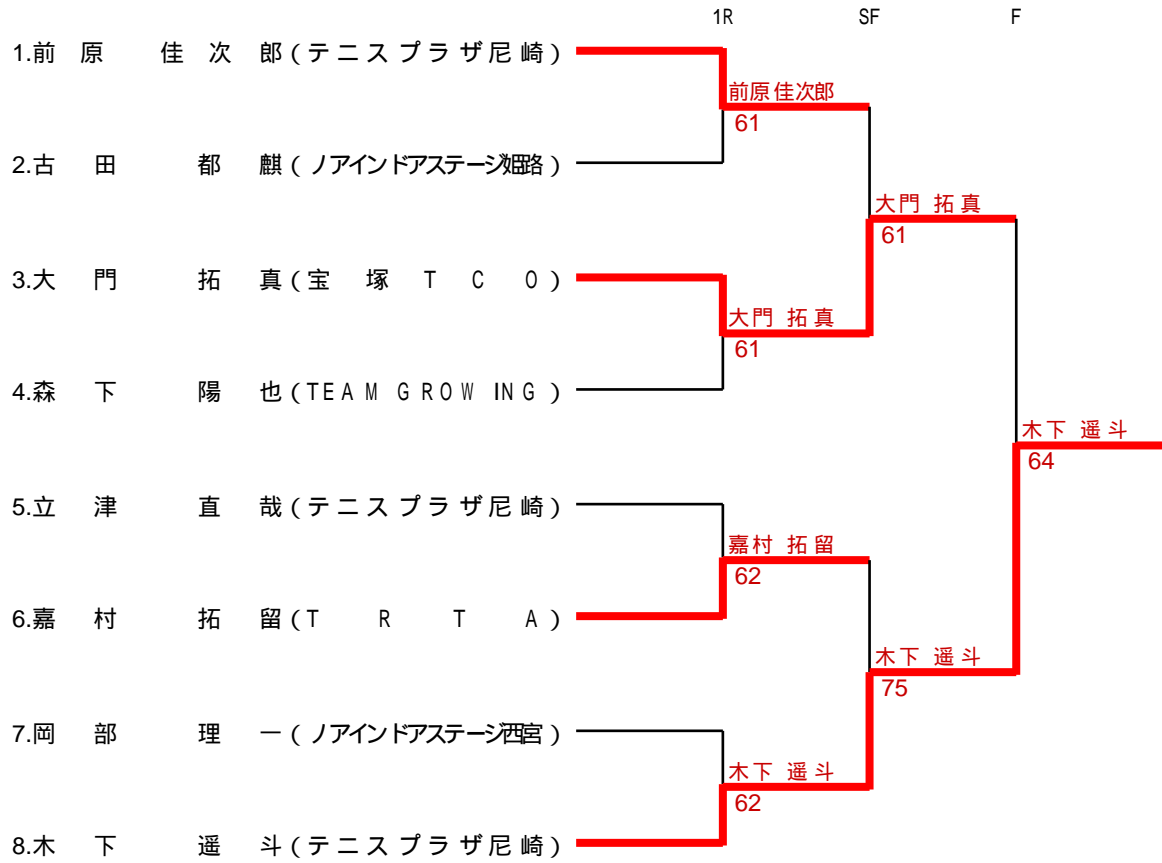 1R SF F
1.前原 佳次郎(テニスプラザ尼崎)
前原 佳次郎
61
2.古田 都麒(ノアインドアステージ姫路)
大門 拓真
61
3.大門 拓真(宝塚TCO)
大門 拓真
61
4.森下 陽也(TEAM GROWING)
木下 遥斗
64
5.立津 直哉(テニスプラザ尼崎)
嘉村 拓留
62
6.嘉村 拓留(TRTA)
木下 遥斗
75
7.岡部 理一(ノアインドアステージ西宮)
木下 遥斗
62
8.木下 遥斗(テニスプラザ尼崎)